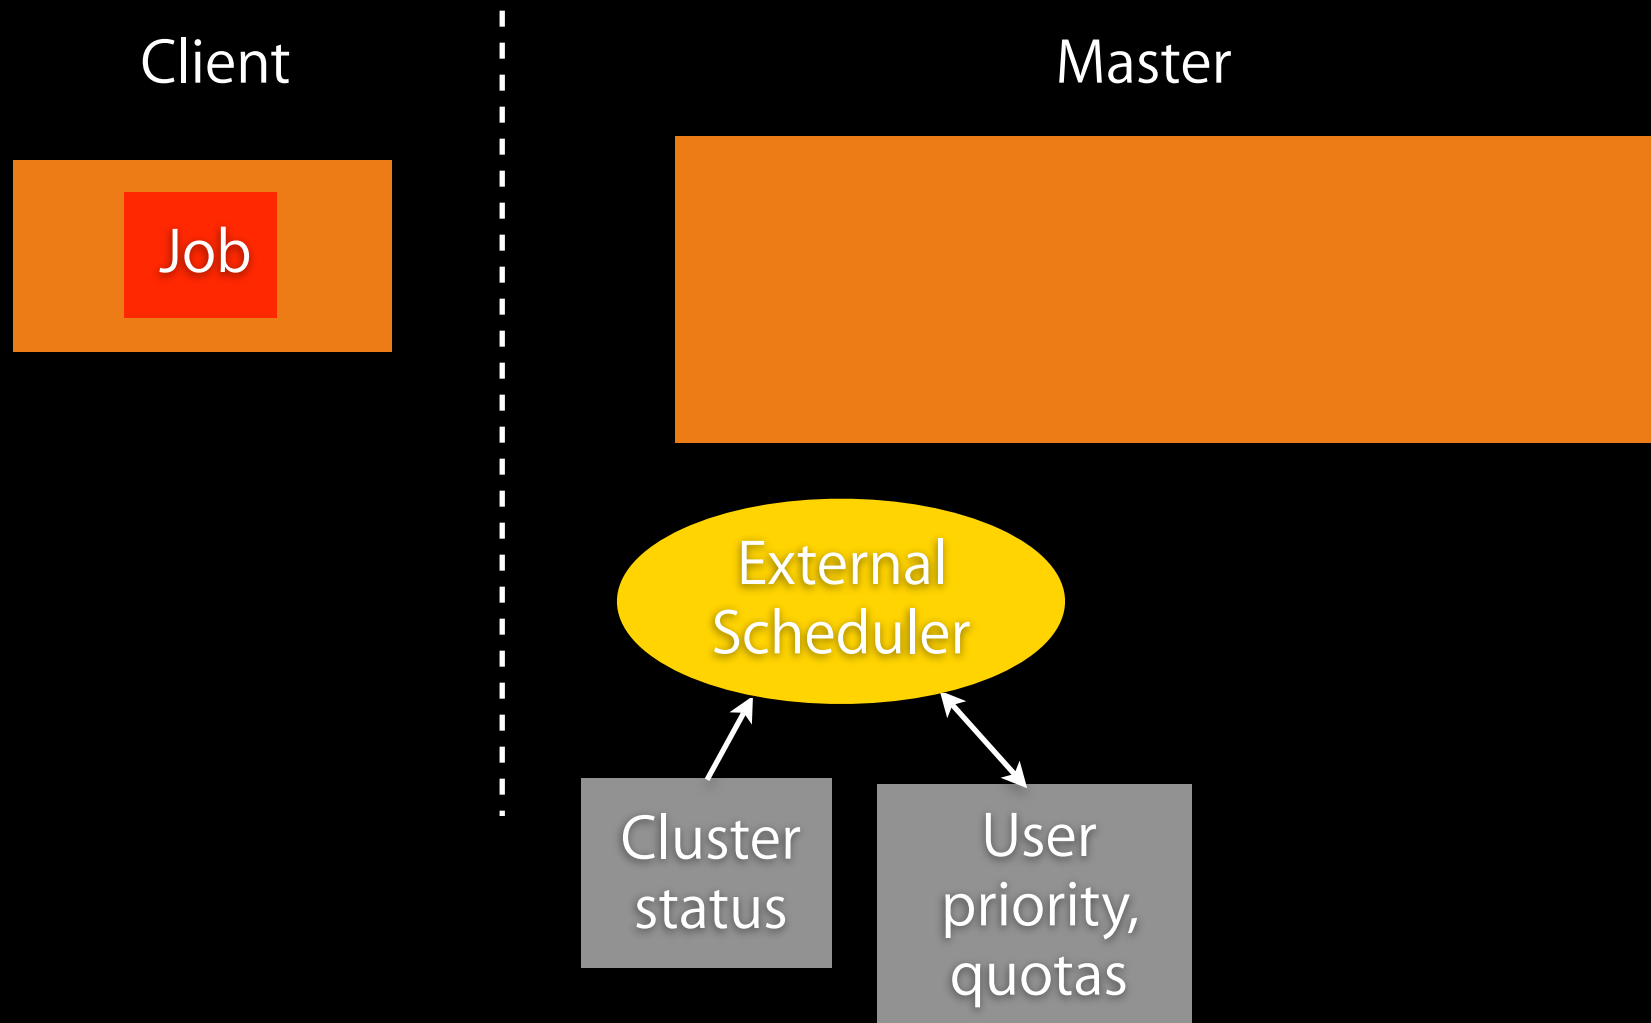 Client
Master
Job
External
Scheduler
Cluster
status
User
priority,
quotas